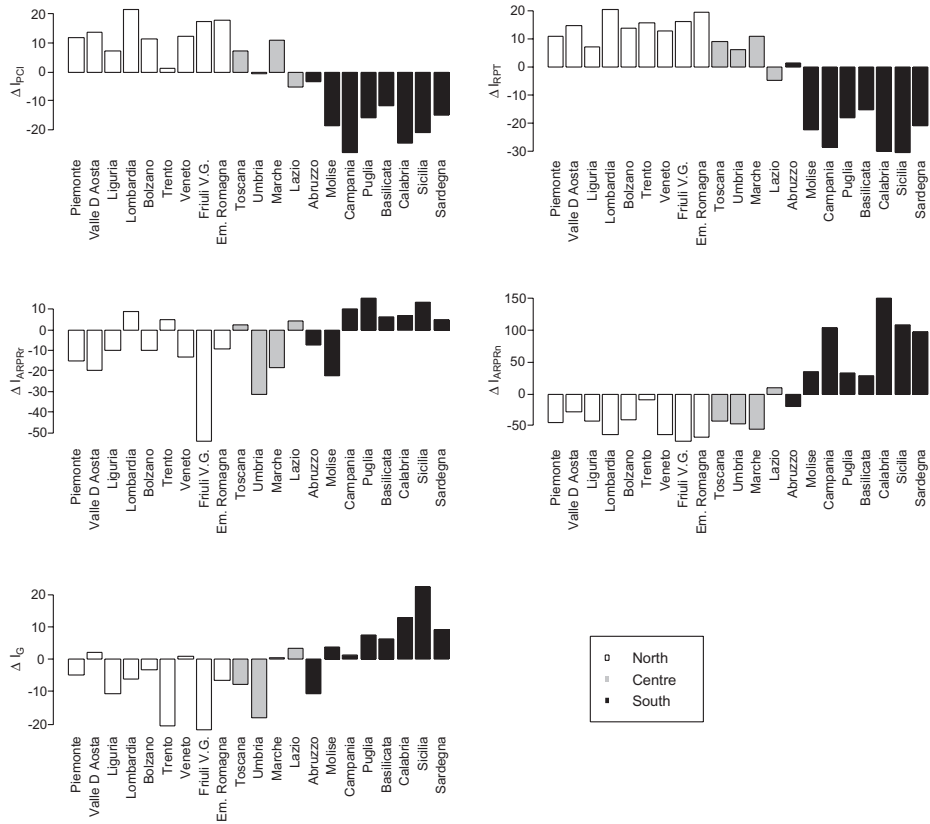 Δ I_PCI
20
10
0
-10
-20
Piemonte
Valle D Aosta
Liguria
Lombardia
Bolzano
Trento
Veneto
Friuli V.G.
Em. Romagna
Toscana
Umbria
Marche
Lazio
Abruzzo
Molise
Campania
Puglia
Basilicata
Calabria
Sicilia
Sardegna
Δ I_RPT
20
10
0
-10
-20
-30
Piemonte
Valle D Aosta
Liguria
Lombardia
Bolzano
Trento
Veneto
Friuli V.G.
Em. Romagna
Toscana
Umbria
Marche
Lazio
Abruzzo
Molise
Campania
Puglia
Basilicata
Calabria
Sicilia
Sardegna
Δ I_ARPRr
10
0
-10
-20
-30
-40
-50
Piemonte
Valle D Aosta
Liguria
Lombardia
Bolzano
Trento
Veneto
Friuli V.G.
Em. Romagna
Toscana
Umbria
Marche
Lazio
Abruzzo
Molise
Campania
Puglia
Basilicata
Calabria
Sicilia
Sardegna
Δ I_ARPRn
150
100
50
0
-50
Piemonte
Valle D Aosta
Liguria
Lombardia
Bolzano
Trento
Veneto
Friuli V.G.
Em. Romagna
Toscana
Umbria
Marche
Lazio
Abruzzo
Molise
Campania
Puglia
Basilicata
Calabria
Sicilia
Sardegna
Δ I_G
20
10
0
-10
-20
Piemonte
Valle D Aosta
Liguria
Lombardia
Bolzano
Trento
Veneto
Friuli V.G.
Em. Romagna
Toscana
Umbria
Marche
Lazio
Abruzzo
Molise
Campania
Puglia
Basilicata
Calabria
Sicilia
Sardegna
North
Centre
South